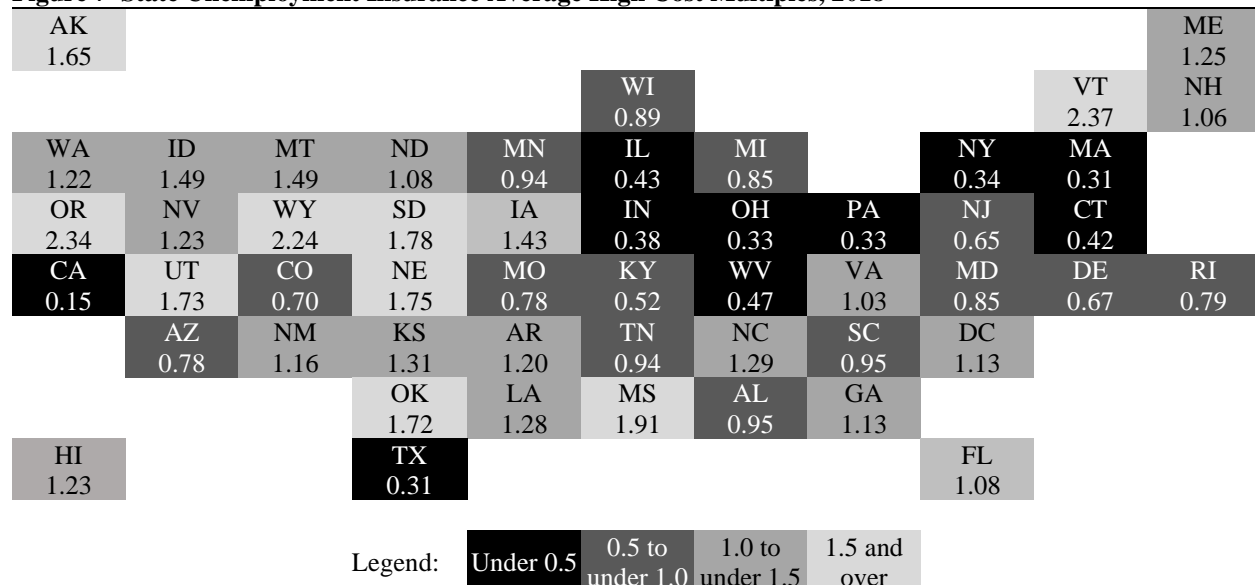 Figure State Unemployment Insurance Average High Cost Multiples, 2018
AK ME
1.65 1.25
WI VT NH
0.89 2.37 1.06
WA ID MT ND MN IL MI NY MA
1.22 1.49 1.49 1.08 0.94 0.43 0.85 0.34 0.31
OR NV WY SD IA IN OH PA NJ CT
2.34 1.23 2.24 1.78 1.43 0.38 0.33 0.33 0.65 0.42
CA UT CO NE MO KY WV VA MD DE RI
0.15 1.73 0.70 1.75 0.78 0.52 0.47 1.03 0.85 0.67 0.79
AZ NM KS AR TN NC SC DC
0.78 1.16 1.31 1.20 0.94 1.29 0.95 1.13
OK LA MS AL GA
1.72 1.28 1.91 0.95 1.13
HI TX FL
1.23 0.31 1.08
Legend: Under 0.5 0.5 to 1.0 to 1.5 and
under 1.0 under 1.5 over